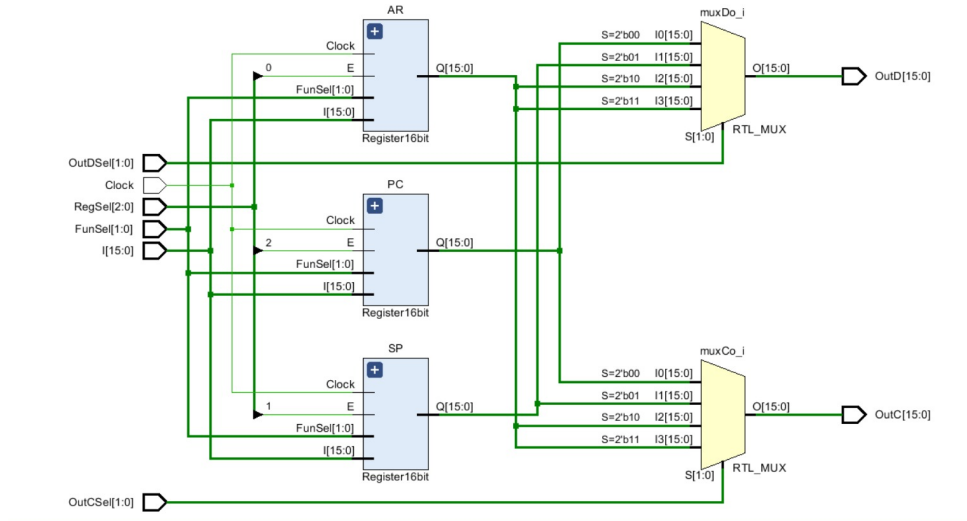 AR
Clock
0
E
FunSel[1:0]
I[15:0]
Q[15:0]
Register16bit
muxDo_i
S=2'b00 I0[15:0]
S=2'b01 I1[15:0]
S=2'b10 I2[15:0]
S=2'b11 I3[15:0]
O[15:0]
S[1:0]
RTL_MUX
OutD[15:0]
OutDSel[1:0]
Clock
RegSel[2:0]
FunSel[1:0]
I[15:0]
PC
Clock
2
E
FunSel[1:0]
I[15:0]
Q[15:0]
Register16bit
SP
Clock
1
E
FunSel[1:0]
I[15:0]
Q[15:0]
Register16bit
muxCo_i
S=2'b00 I0[15:0]
S=2'b01 I1[15:0]
S=2'b10 I2[15:0]
S=2'b11 I3[15:0]
O[15:0]
S[1:0]
RTL_MUX
OutC[15:0]
OutCSel[1:0]